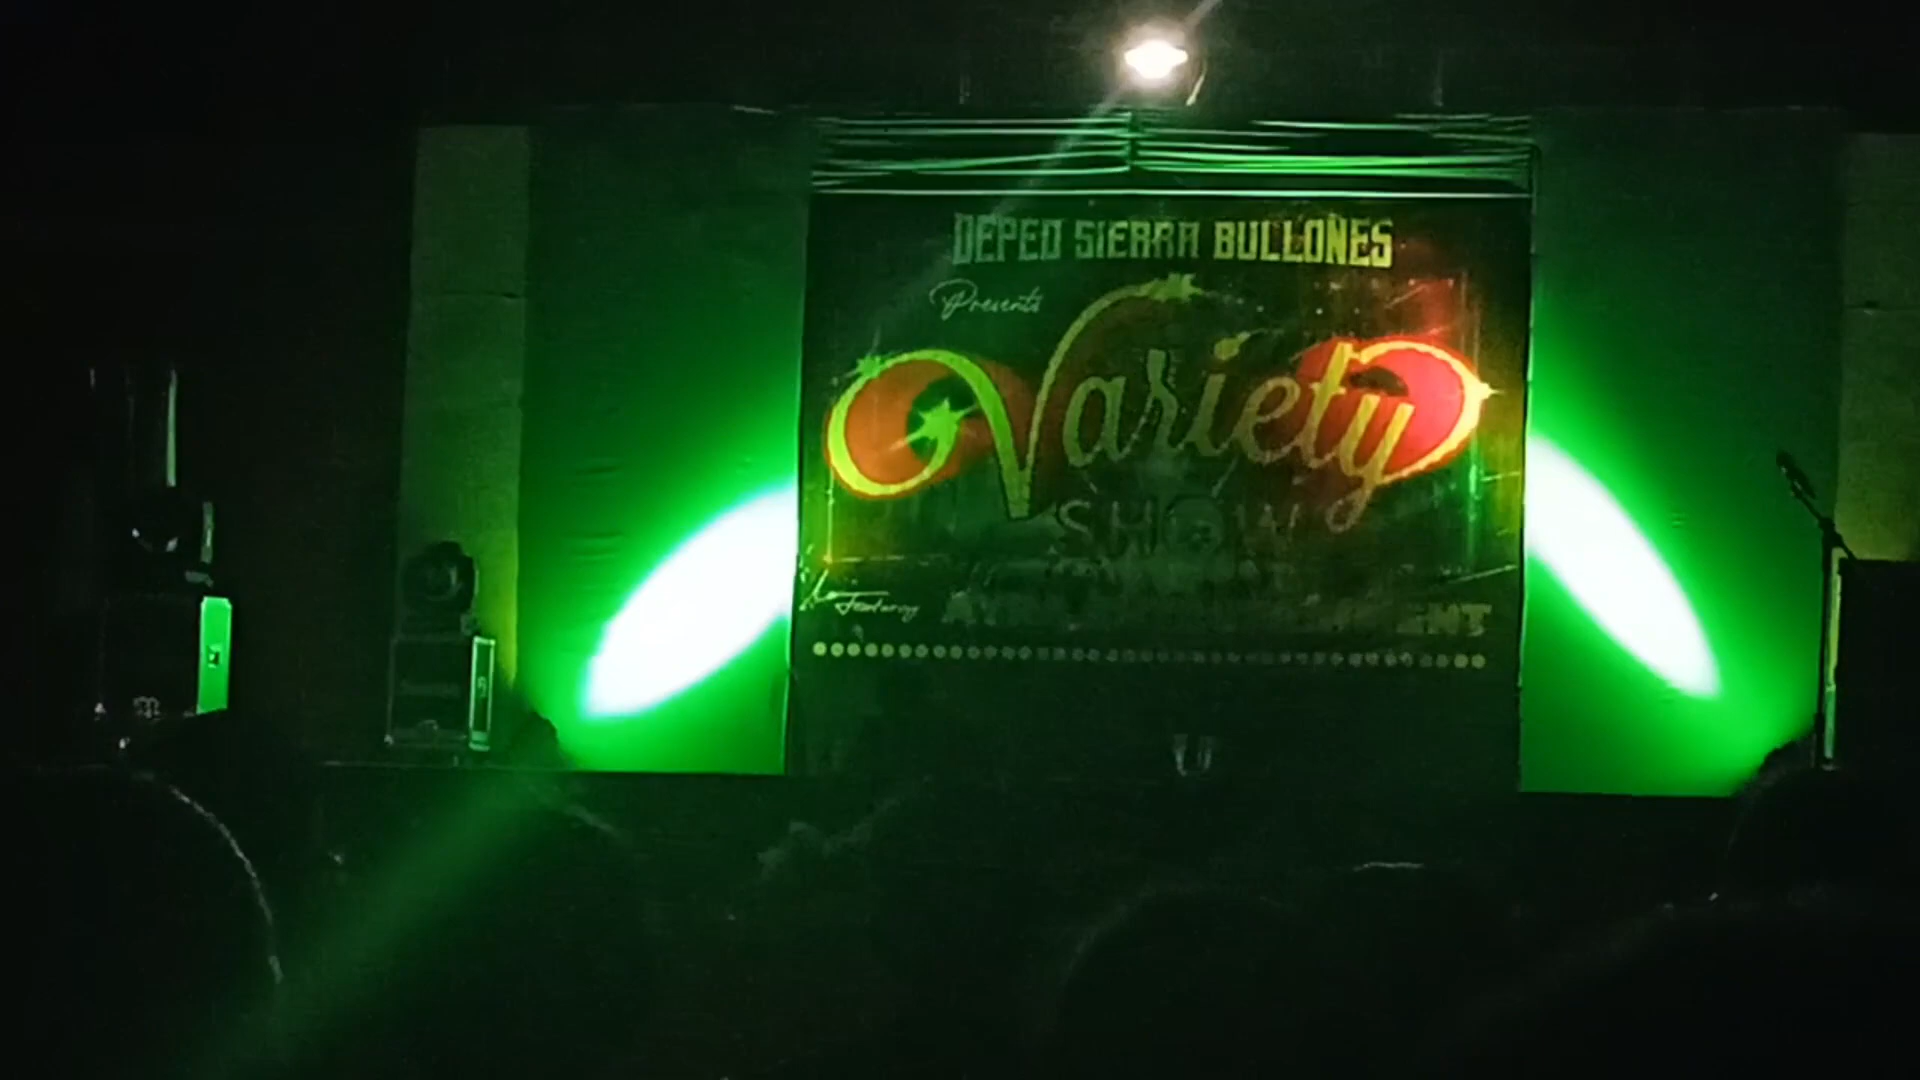 DEPED SIERRA BULLONES
Presents
Variety
SHOW
Featuring